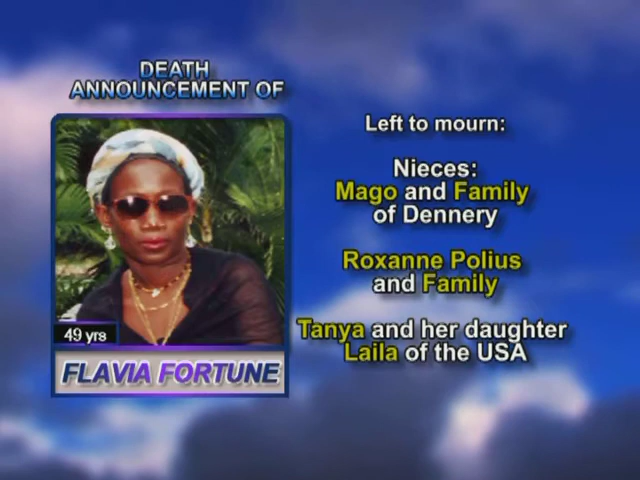 DEATH
ANNOUNCEMENT OF
49 yrs
FLAVIA FORTUNE
Left to mourn:
Nieces:
Mago and Family
of Dennery
Roxanne Polius
and Family
Tanya and her daughter
Laila of the USA